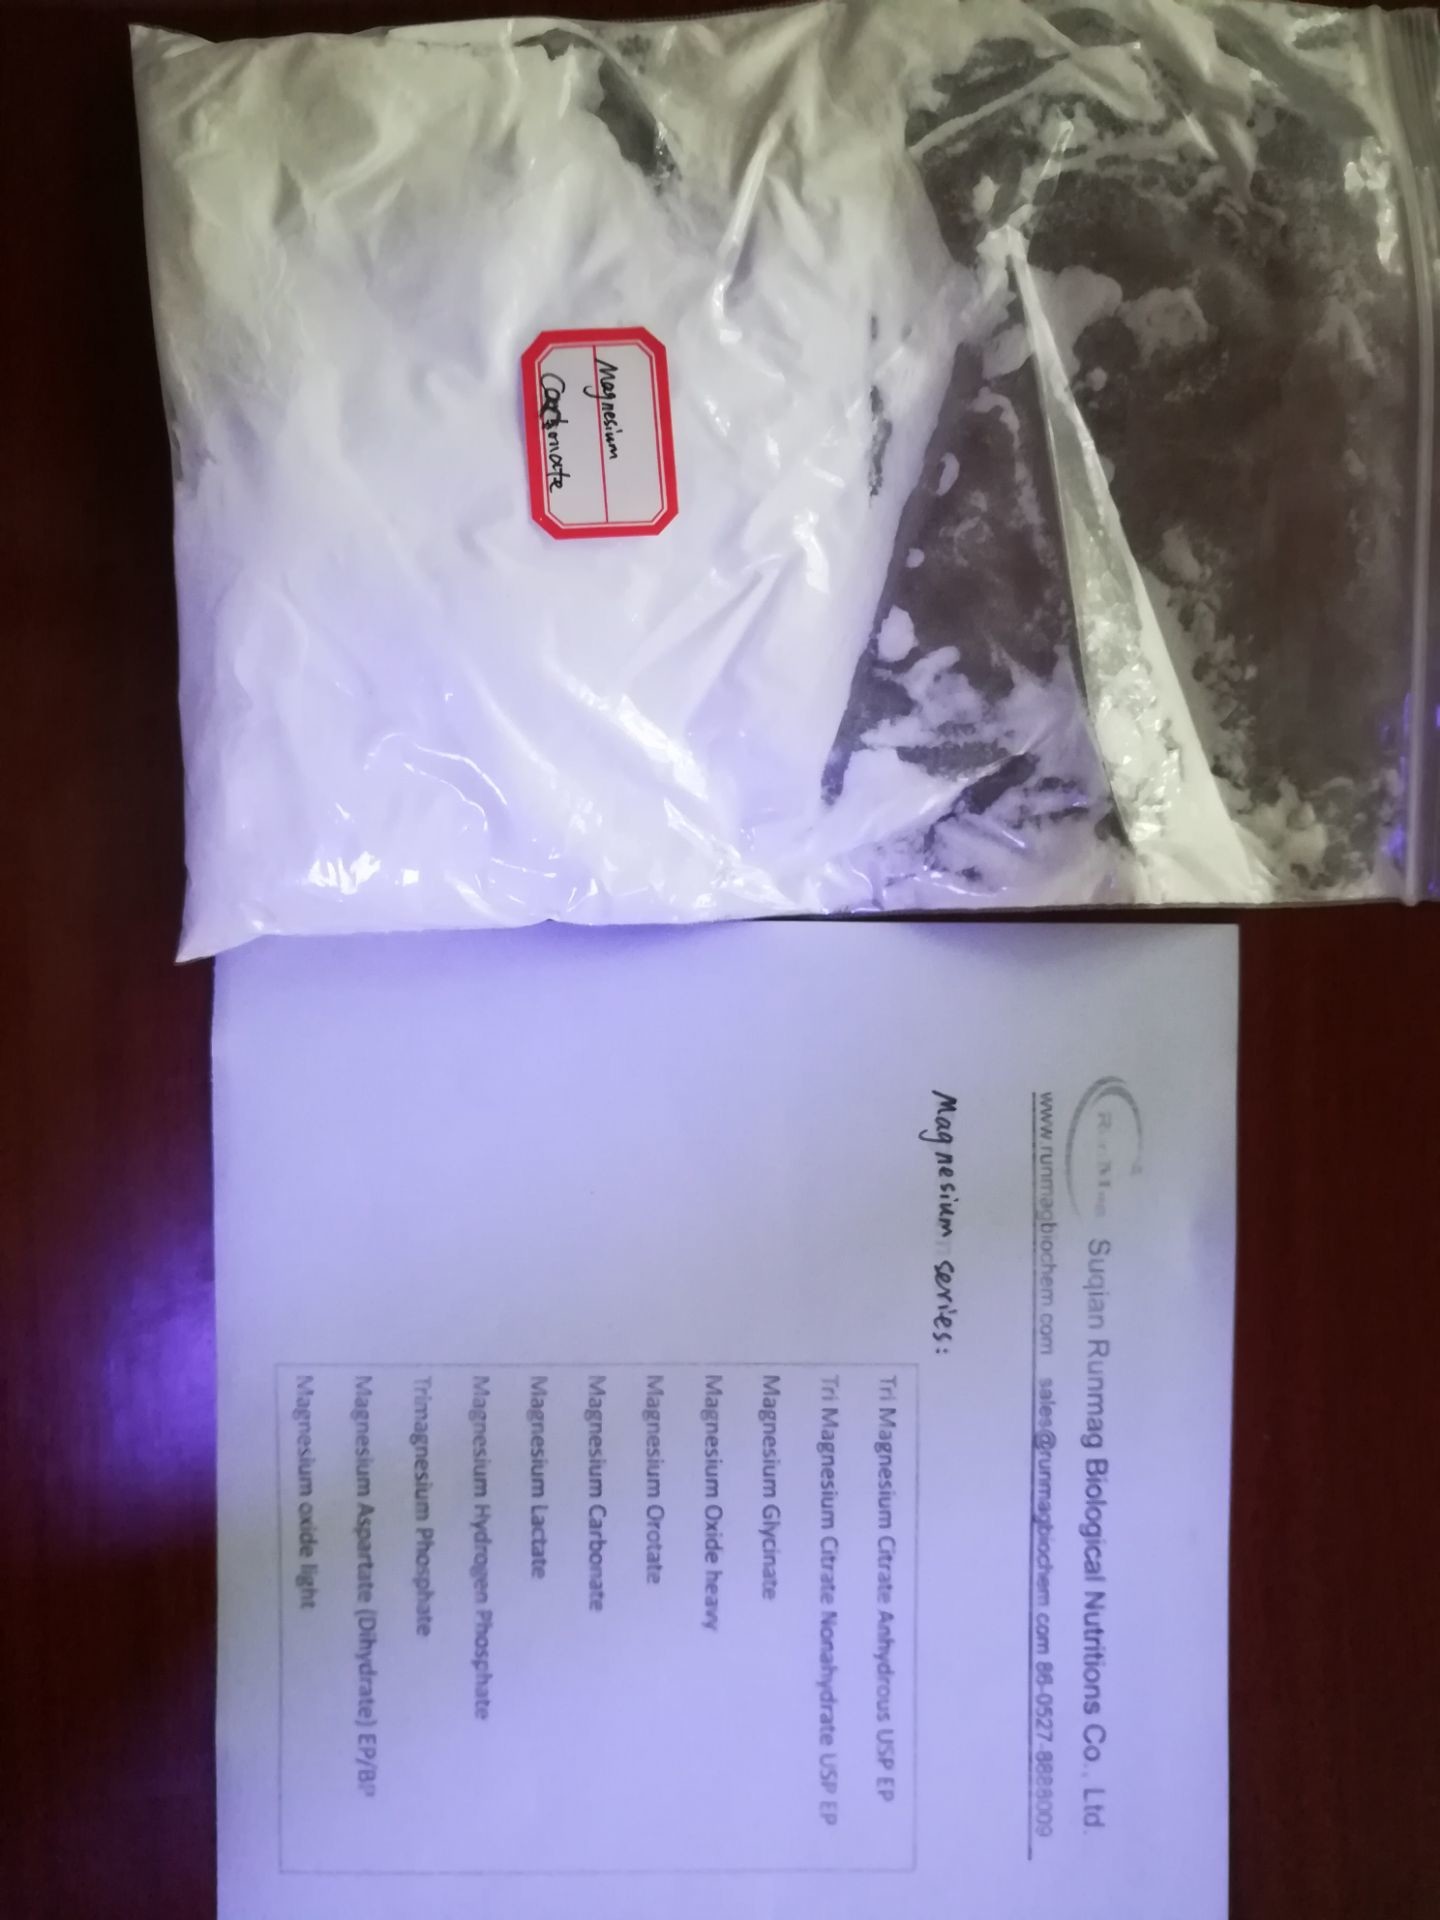 Magnesium
Carbonate
Suqian Runmag Biological Nutritions Co., Ltd.
www.runmagbiochem.com sales@runmagbiochem.com 86-0527-8888009
Magnesium series:
Tri Magnesium Citrate Anhydrous USP EP
Tri Magnesium Citrate Nonahydrate USP EP
Magnesium Glycinate
Magnesium Oxide heavy
Magnesium Orotate
Magnesium Carbonate
Magnesium Lactate
Magnesium Hydrogen Phosphate
Trimagnesium Phosphate
Magnesium Aspartate (Dihydrate) EP/BP
Magnesium oxide light